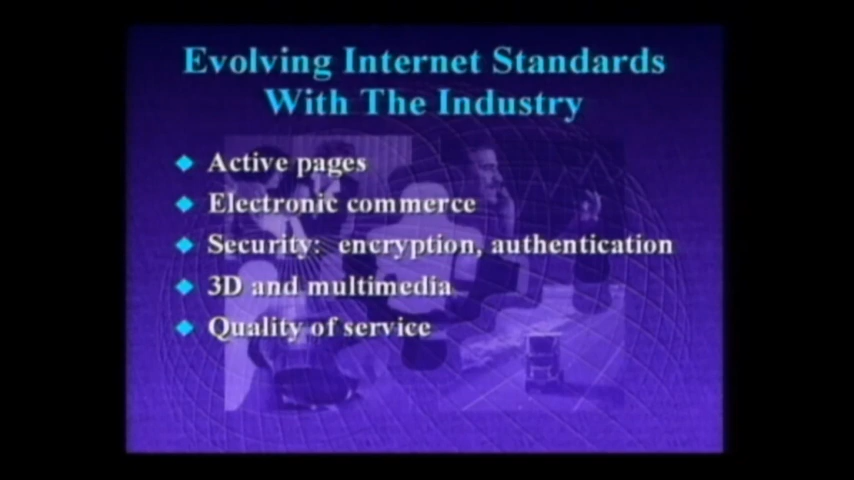 Evolving Internet Standards
With The Industry
Active pages
Electronic commerce
Security: encryption, authentication
3D and multimedia
Quality of service